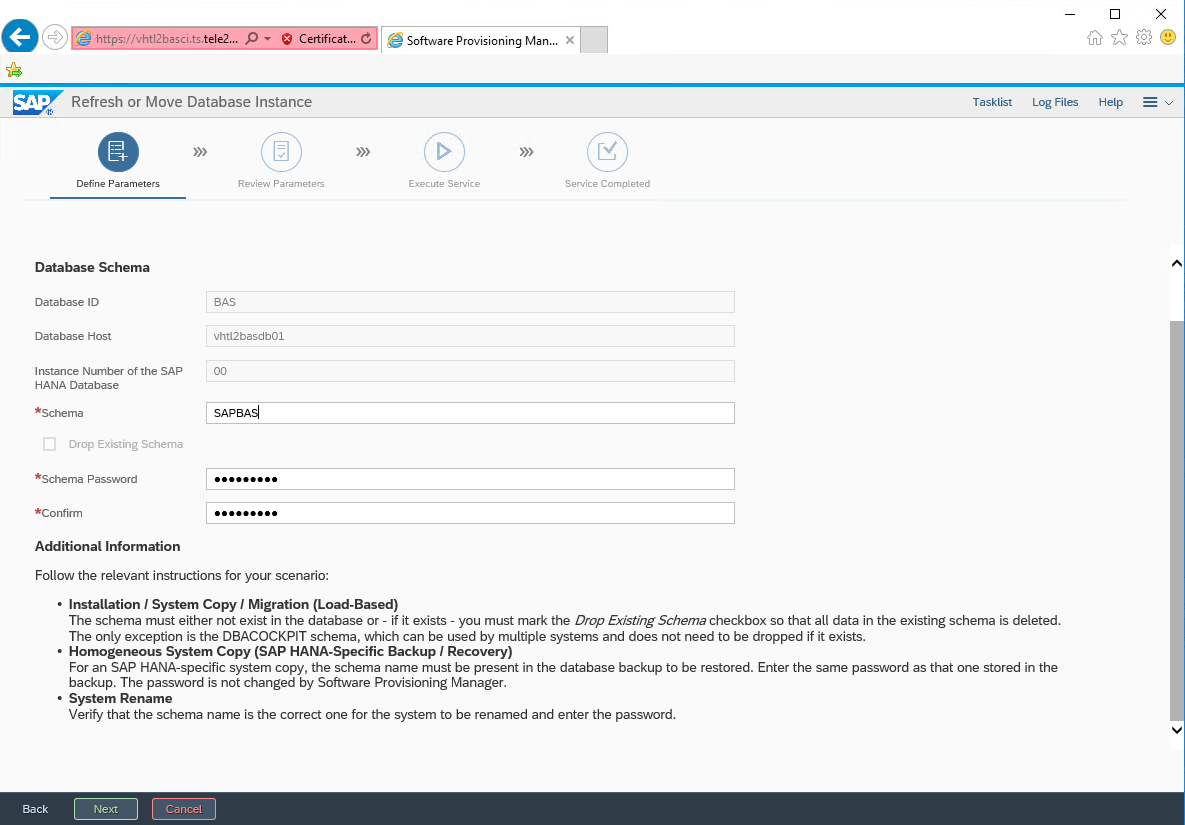 https://vhtl2basci.ts.tele2... Certificat... Software Provisioning Man...
SAP Refresh or Move Database Instance Tasklist Log Files Help
Define Parameters Review Parameters Execute Service Service Completed
Database Schema
Database ID BAS
Database Host vhtl2basdb01
Instance Number of the SAP 00
HANA Database
*Schema SAPBAS
Drop Existing Schema
*Schema Password •••••••••
*Confirm •••••••••
Additional Information
Follow the relevant instructions for your scenario:
• Installation / System Copy / Migration (Load-Based)
The schema must either not exist in the database or - if it exists - you must mark the Drop Existing Schema checkbox so that all data in the existing schema is deleted.
The only exception is the DBACOCKPIT schema, which can be used by multiple systems and does not need to be dropped if it exists.
• Homogeneous System Copy (SAP HANA-Specific Backup / Recovery)
For an SAP HANA-specific system copy, the schema name must be present in the database backup to be restored. Enter the same password as that one stored in the
backup. The password is not changed by Software Provisioning Manager.
• System Rename
Verify that the schema name is the correct one for the system to be renamed and enter the password.
Back Next Cancel